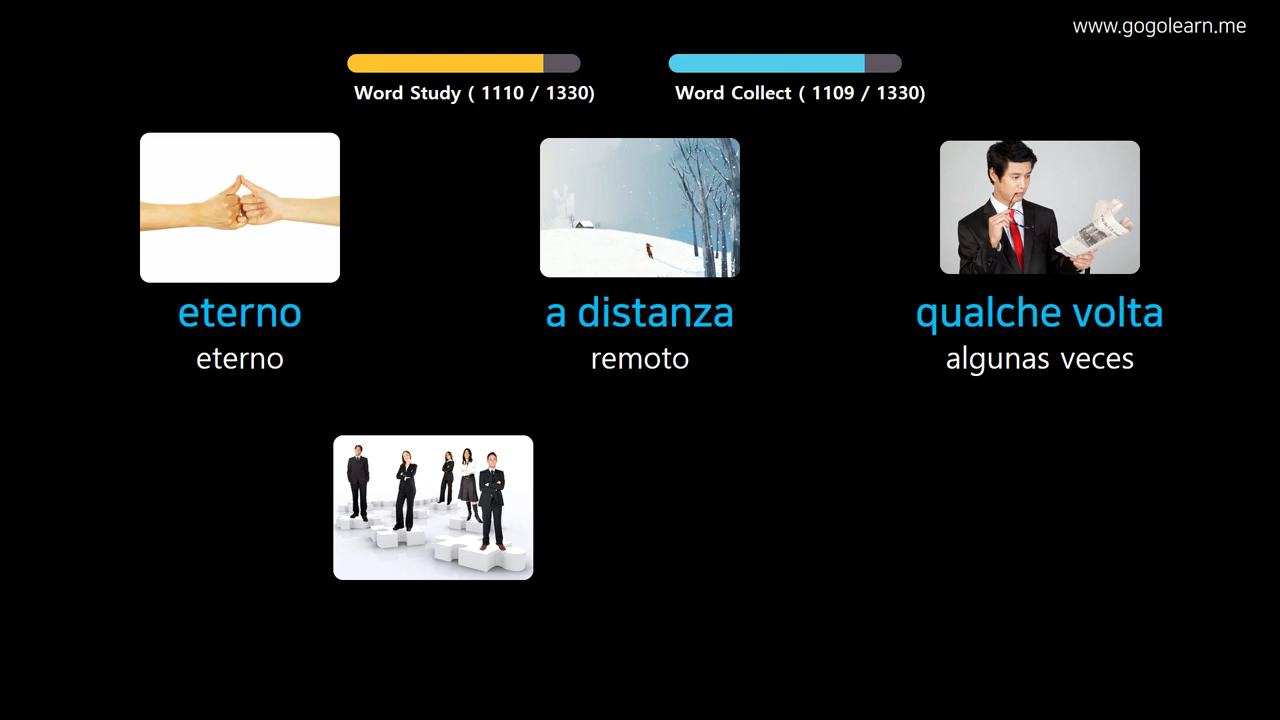 www.gogolearn.me
Word Study ( 1110 / 1330)
Word Collect ( 1109 / 1330)
eterno
a distanza
qualche volta
eterno
remoto
algunas veces